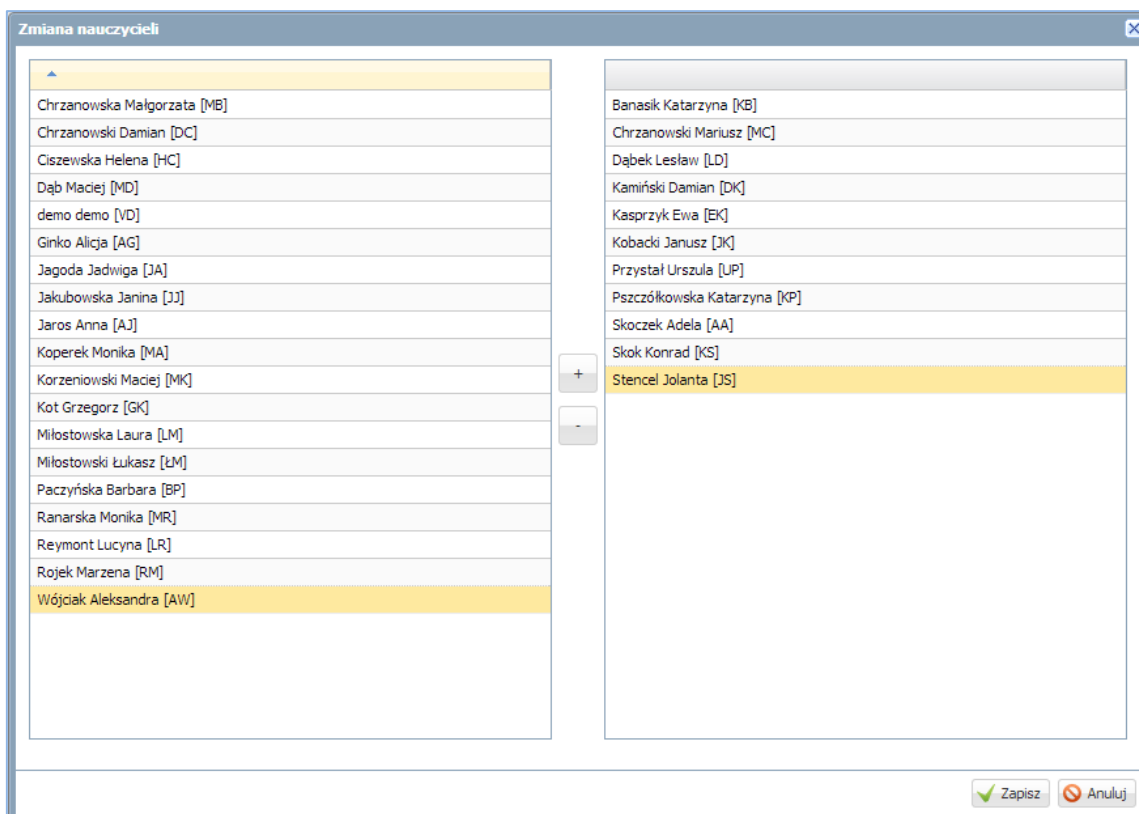 Zmiana nauczycieli
Chrzanowska Małgorzata [MB]
Chrzanowski Damian [DC]
Ciszewska Helena [HC]
Dąb Maciej [MD]
demo demo [VD]
Ginko Alicja [AG]
Jagoda Jadwiga [JA]
Jakubowska Janina [JJ]
Jaros Anna [AJ]
Koperek Monika [MA]
Korzeniowski Maciej [MK]
Kot Grzegorz [GK]
Miłostowska Laura [LM]
Miłostowski Łukasz [ŁM]
Paczyńska Barbara [BP]
Ranarska Monika [MR]
Reymont Lucyna [LR]
Rojek Marzena [RM]
Wójciak Aleksandra [AW]
+
-
Banasik Katarzyna [KB]
Chrzanowski Mariusz [MC]
Dąbek Lesław [LD]
Kamiński Damian [DK]
Kasprzyk Ewa [EK]
Kobacki Janusz [JK]
Przystał Urszula [UP]
Pszczółkowska Katarzyna [KP]
Skoczek Adela [AA]
Skok Konrad [KS]
Stencel Jolanta [JS]
Zapisz
Anuluj